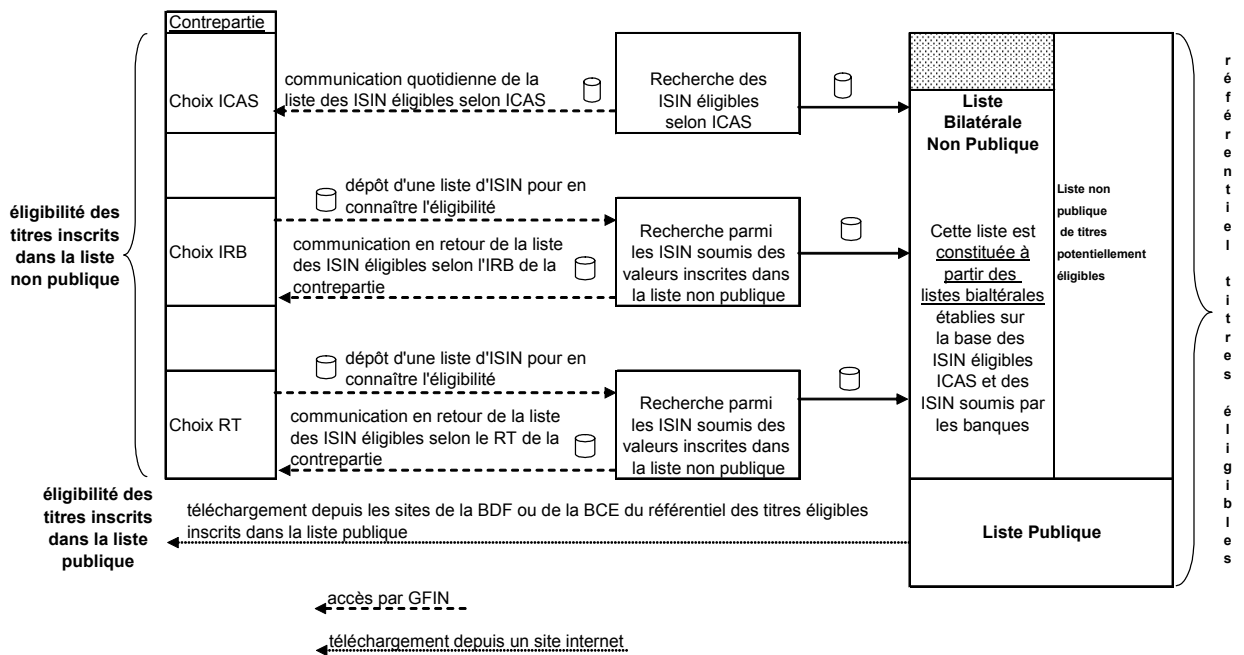 Contrepartie
Choix ICAS
communication quotidienne de la
liste des ISIN éligibles selon ICAS
Recherche des
ISIN éligibles
selon ICAS
Liste
Bilatérale
Non Publique
éligibilité des
titres inscrits
dans la liste
non publique
Choix IRB
dépôt d'une liste d'ISIN pour en
connaître l'éligibilité
communication en retour de la liste
des ISIN éligibles selon l'IRB de la
contrepartie
Recherche parmi
les ISIN soumis des
valeurs inscrites dans
la liste non publique
Cette liste est
constituée à
partir des
listes bialtérales
établies sur
la base des
ISIN éligibles
ICAS et des
ISIN soumis par
les banques
Liste non
publique
de titres
potentiellement
éligibles
référentiel titres éligibles
Choix RT
dépôt d'une liste d'ISIN pour en
connaître l'éligibilité
communication en retour de la liste
des ISIN éligibles selon le RT de la
contrepartie
Recherche parmi
les ISIN soumis des
valeurs inscrites dans
la liste non publique
éligibilité des
titres inscrits
dans la liste
publique
téléchargement depuis les sites de la BDF ou de la BCE du référentiel des titres éligibles
inscrits dans la liste publique
Liste Publique
accès par GFIN
téléchargement depuis un site internet